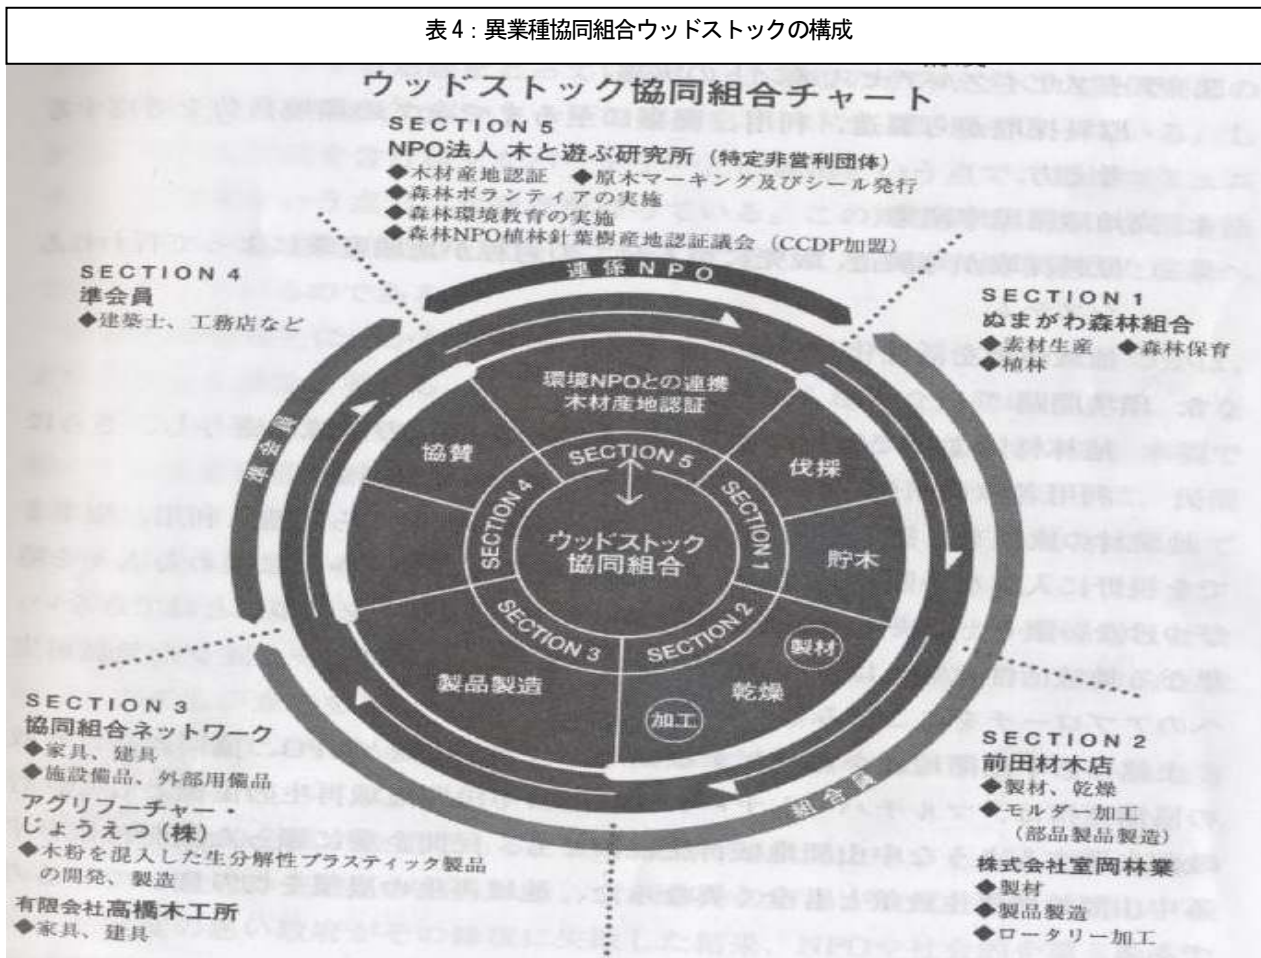 表4：異業種協同組合ウッドストックの構成
ウッドストック協同組合チャート
SECTION 5
NPO法人 木と遊ぶ研究所（特定非営利団体）
◆木材産地認証 ◆原木マーキング及びシール発行
◆森林ボランティアの実施
◆森林環境教育の実施
◆森林NPO植林針葉樹産地認証議会（CCDP加盟）
SECTION 4
準会員
◆建築士、工務店など
SECTION 1
ぬまがわ森林組合
◆素材生産 ◆森林保育
◆植林
連係NPO
準会員
組合員
環境NPOとの連携
木材産地認証
協賛
伐採
貯木
製材
乾燥
加工
製品製造
SECTION 5
SECTION 4
SECTION 1
SECTION 3
SECTION 2
ウッドストック
協同組合
SECTION 3
協同組合ネットワーク
◆家具、建具
◆施設備品、外部用備品
アグリフーチャー・
じょうえつ（株）
◆木粉を混入した生分解性プラスティック製品
の開発、製造
有限会社高橋木工所
◆家具、建具
SECTION 2
前田材木店
◆製材、乾燥
◆モルダー加工
（部品製品製造）
株式会社室岡林業
◆製材
◆製品製造
◆ロータリー加工